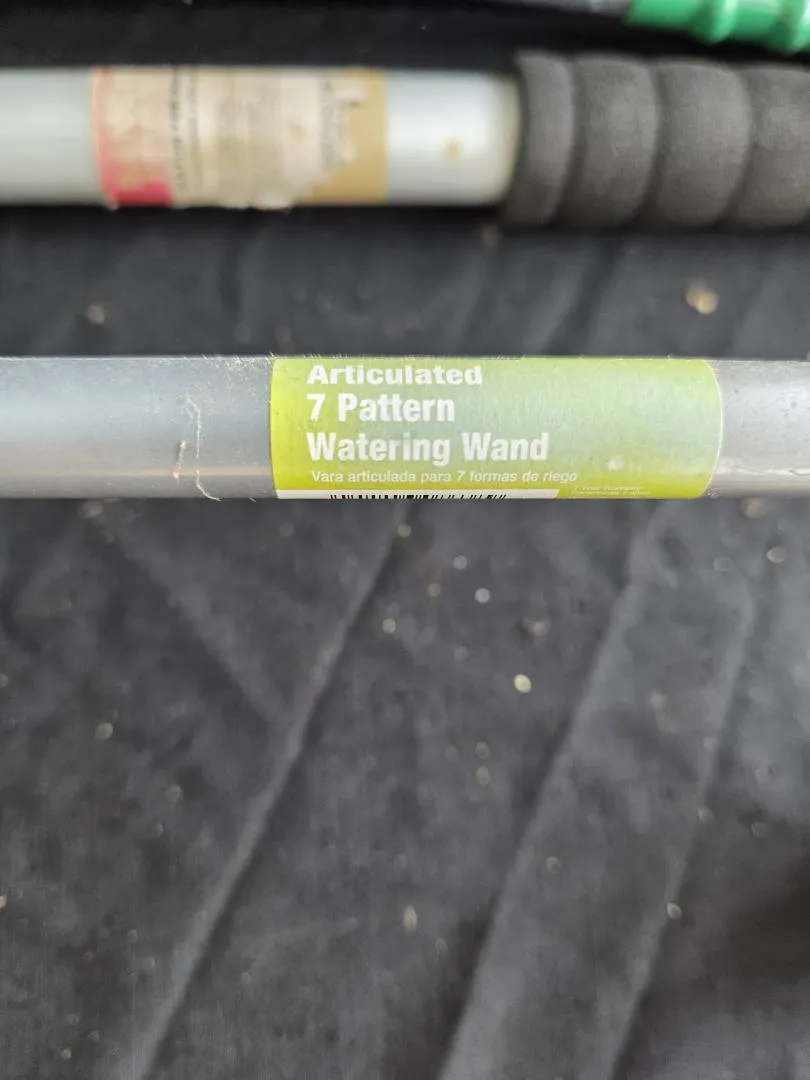 Articulated
7 Pattern
Watering Wand
Vara articulada para 7 formas de riego